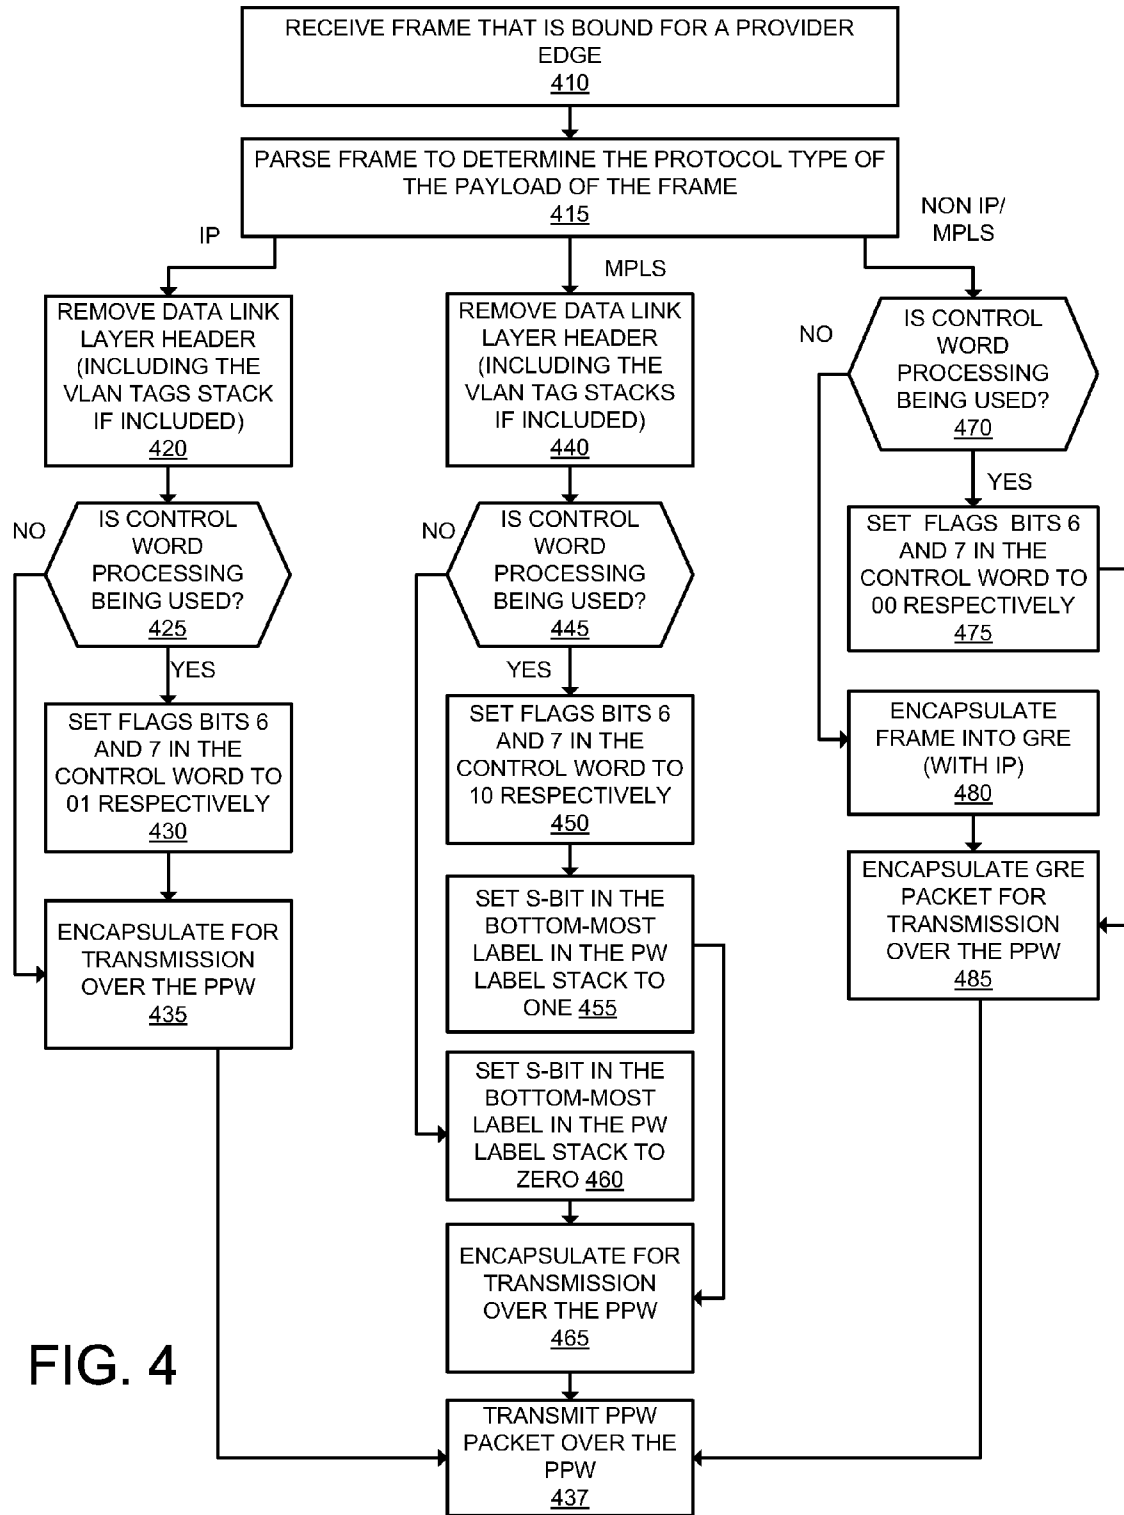 RECEIVE FRAME THAT IS BOUND FOR A PROVIDER
EDGE
410
PARSE FRAME TO DETERMINE THE PROTOCOL TYPE OF
THE PAYLOAD OF THE FRAME
415
IP
MPLS
NON IP/
MPLS
REMOVE DATA LINK
LAYER HEADER
(INCLUDING THE
VLAN TAGS STACK
IF INCLUDED)
420
IS CONTROL
WORD
PROCESSING
BEING USED?
425
NO
YES
SET FLAGS BITS 6
AND 7 IN THE
CONTROL WORD TO
01 RESPECTIVELY
430
ENCAPSULATE FOR
TRANSMISSION
OVER THE PPW
435
REMOVE DATA LINK
LAYER HEADER
(INCLUDING THE
VLAN TAG STACKS
IF INCLUDED)
440
IS CONTROL
WORD
PROCESSING
BEING USED?
445
NO
YES
SET FLAGS BITS 6
AND 7 IN THE
CONTROL WORD TO
10 RESPECTIVELY
450
SET S-BIT IN THE
BOTTOM-MOST
LABEL IN THE PW
LABEL STACK TO
ONE 455
SET S-BIT IN THE
BOTTOM-MOST
LABEL IN THE PW
LABEL STACK TO
ZERO 460
ENCAPSULATE FOR
TRANSMISSION
OVER THE PPW
465
IS CONTROL
WORD
PROCESSING
BEING USED?
470
NO
YES
SET FLAGS BITS 6
AND 7 IN THE
CONTROL WORD TO
00 RESPECTIVELY
475
ENCAPSULATE
FRAME INTO GRE
(WITH IP)
480
ENCAPSULATE GRE
PACKET FOR
TRANSMISSION
OVER THE PPW
485
TRANSMIT PPW
PACKET OVER THE
PPW
437
FIG. 4